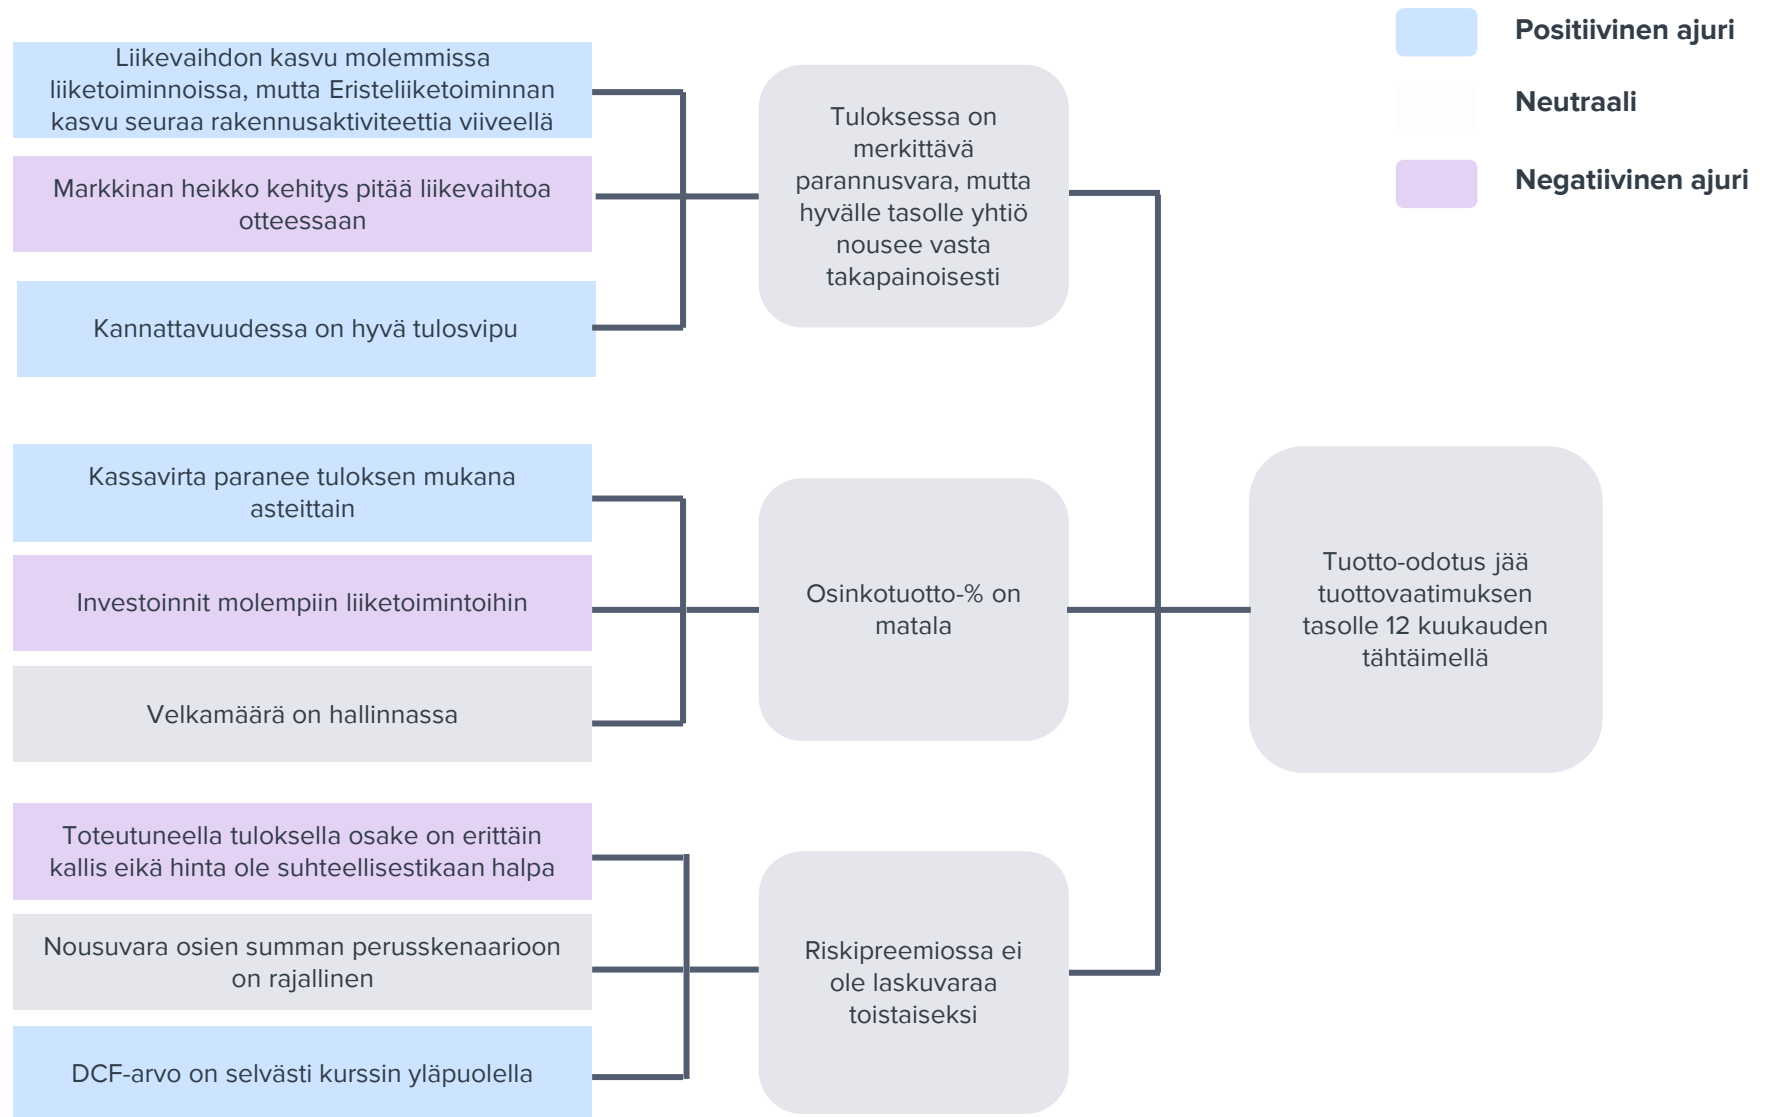 Positiivinen ajuri
Neutraali
Negatiivinen ajuri
Liikevaihdon kasvu molemmissa
liiketoiminnoissa, mutta Eristeliiketoiminnan
kasvu seuraa rakennusaktiviteettia viiveellä
Markkinan heikko kehitys pitää liikevaihtoa
otteessaan
Kannattavuudessa on hyvä tulosvipu
Tuloksessa on
merkittävä
parannusvara, mutta
hyvälle tasolle yhtiö
nousee vasta
takapainoisesti
Kassavirta paranee tuloksen mukana
asteittain
Investoinnit molempiin liiketoimintoihin
Velkamäärä on hallinnassa
Osinkotuotto-% on
matala
Toteutuneella tuloksella osake on erittäin
kallis eikä hinta ole suhteellisestikaan halpa
Nousuvara osien summan perusskenaarioon
on rajallinen
DCF-arvo on selvästi kurssin yläpuolella
Riskipreemiossa ei
ole laskuvaraa
toistaiseksi
Tuotto-odotus jää
tuottovaatimuksen
tasolle 12 kuukauden
tähtäimellä